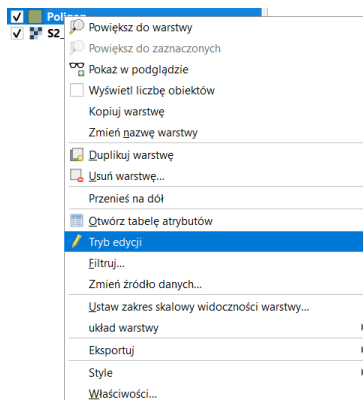 Poligon
S2_
Powiększ do warstwy
Powiększ do zaznaczonych
Pokaż w podglądzie
Wyświetl liczbę obiektów
Kopiuj warstwę
Zmień nazwę warstwy
Duplikuj warstwę
Usuń warstwę...
Przenieś na dół
Otwórz tabelę atrybutów
Tryb edycji
Filtruj...
Zmień źródło danych...
Ustaw zakres skalowy widoczności warstwy...
układ warstwy
Eksportuj
Style
Właściwości...